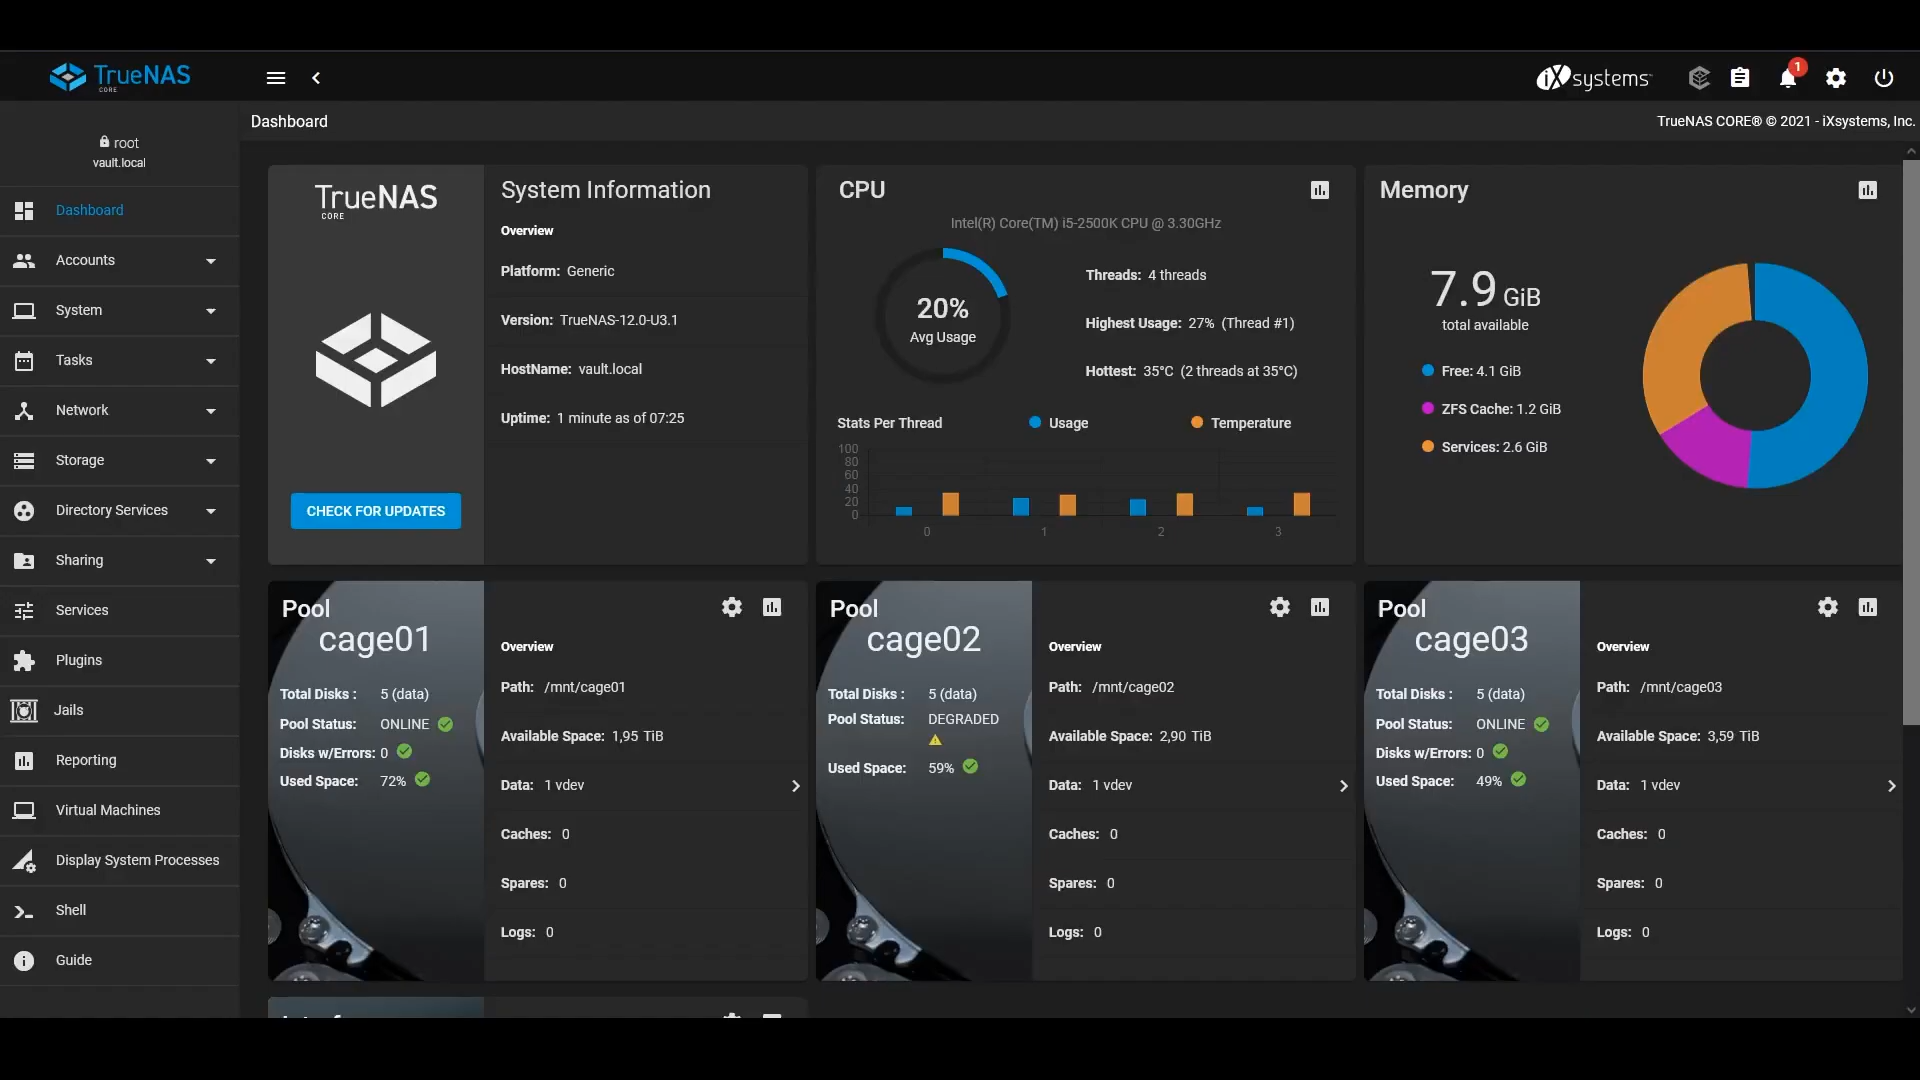 TrueNAS
CORE
iXsystems
1
root
vault.local
Dashboard
TrueNAS CORE® © 2021 - iXsystems, Inc.
Dashboard
Accounts
System
Tasks
Network
Storage
Directory Services
Sharing
Services
Plugins
Jails
Reporting
Virtual Machines
Display System Processes
Shell
Guide
TrueNAS
CORE
CHECK FOR UPDATES
System Information
Overview
Platform: Generic
Version: TrueNAS-12.0-U3.1
HostName: vault.local
Uptime: 1 minute as of 07:25
CPU
Intel(R) Core(TM) i5-2500K CPU @ 3.30GHz
20%
Avg Usage
Threads: 4 threads
Highest Usage: 27% (Thread #1)
Hottest: 35°C (2 threads at 35°C)
Stats Per Thread
Usage
Temperature
100
80
60
40
20
0
0 1 2 3
Memory
7.9 GiB
total available
Free: 4.1 GiB
ZFS Cache: 1.2 GiB
Services: 2.6 GiB
Pool
cage01
Total Disks : 5 (data)
Pool Status: ONLINE
Disks w/Errors: 0
Used Space: 72%
Overview
Path: /mnt/cage01
Available Space: 1,95 TiB
Data: 1 vdev
Caches: 0
Spares: 0
Logs: 0
Pool
cage02
Total Disks : 5 (data)
Pool Status: DEGRADED
Used Space: 59%
Overview
Path: /mnt/cage02
Available Space: 2,90 TiB
Data: 1 vdev
Caches: 0
Spares: 0
Logs: 0
Pool
cage03
Total Disks : 5 (data)
Pool Status: ONLINE
Disks w/Errors: 0
Used Space: 49%
Overview
Path: /mnt/cage03
Available Space: 3,59 TiB
Data: 1 vdev
Caches: 0
Spares: 0
Logs: 0